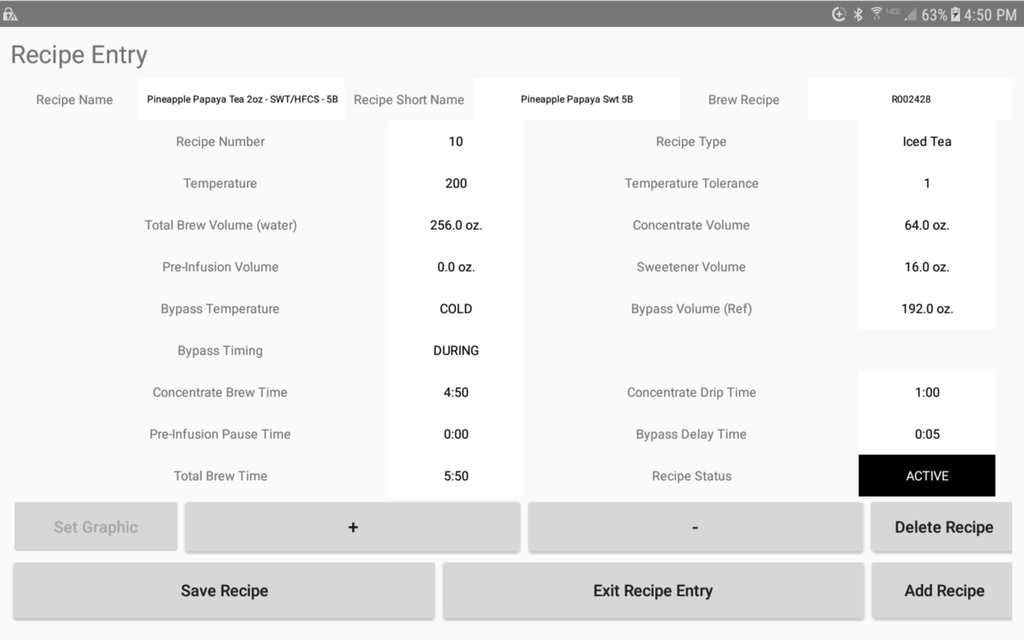 63% 4:50 PM
Recipe Entry
Recipe Name Pineapple Papaya Tea 2oz - SWT/HFCS - 5B Recipe Short Name Pineapple Papaya Swt 5B Brew Recipe R002428
Recipe Number 10 Recipe Type Iced Tea
Temperature 200 Temperature Tolerance 1
Total Brew Volume (water) 256.0 oz. Concentrate Volume 64.0 oz.
Pre-Infusion Volume 0.0 oz. Sweetener Volume 16.0 oz.
Bypass Temperature COLD Bypass Volume (Ref) 192.0 oz.
Bypass Timing DURING
Concentrate Brew Time 4:50 Concentrate Drip Time 1:00
Pre-Infusion Pause Time 0:00 Bypass Delay Time 0:05
Total Brew Time 5:50 Recipe Status ACTIVE
Set Graphic + - Delete Recipe
Save Recipe Exit Recipe Entry Add Recipe